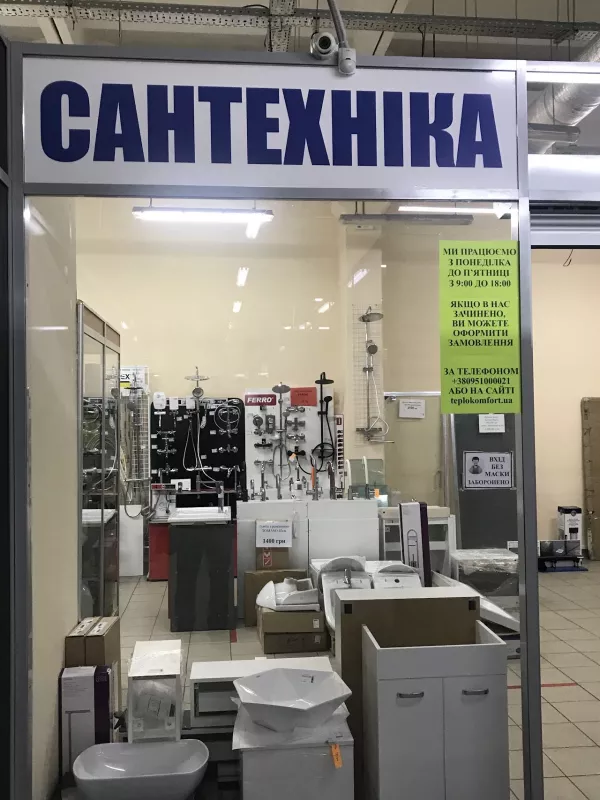 САНТЕХНІКА
МИ ПРАЦЮЄМО
З ПОНЕДІЛКА
ДО П'ЯТНИЦІ
З 9:00 ДО 18:00
ЯКЩО В НАС
ЗАЧИНЕНО,
ВИ МОЖЕТЕ
ОФОРМИТИ
ЗАМОВЛЕННЯ
ЗА ТЕЛЕФОНОМ
+380951000021
АБО НА САЙТІ
teplokomfort.ua
FERRO
ВХІД
БЕЗ
МАСКИ
ЗАБОРОНЕНО
1400 грн